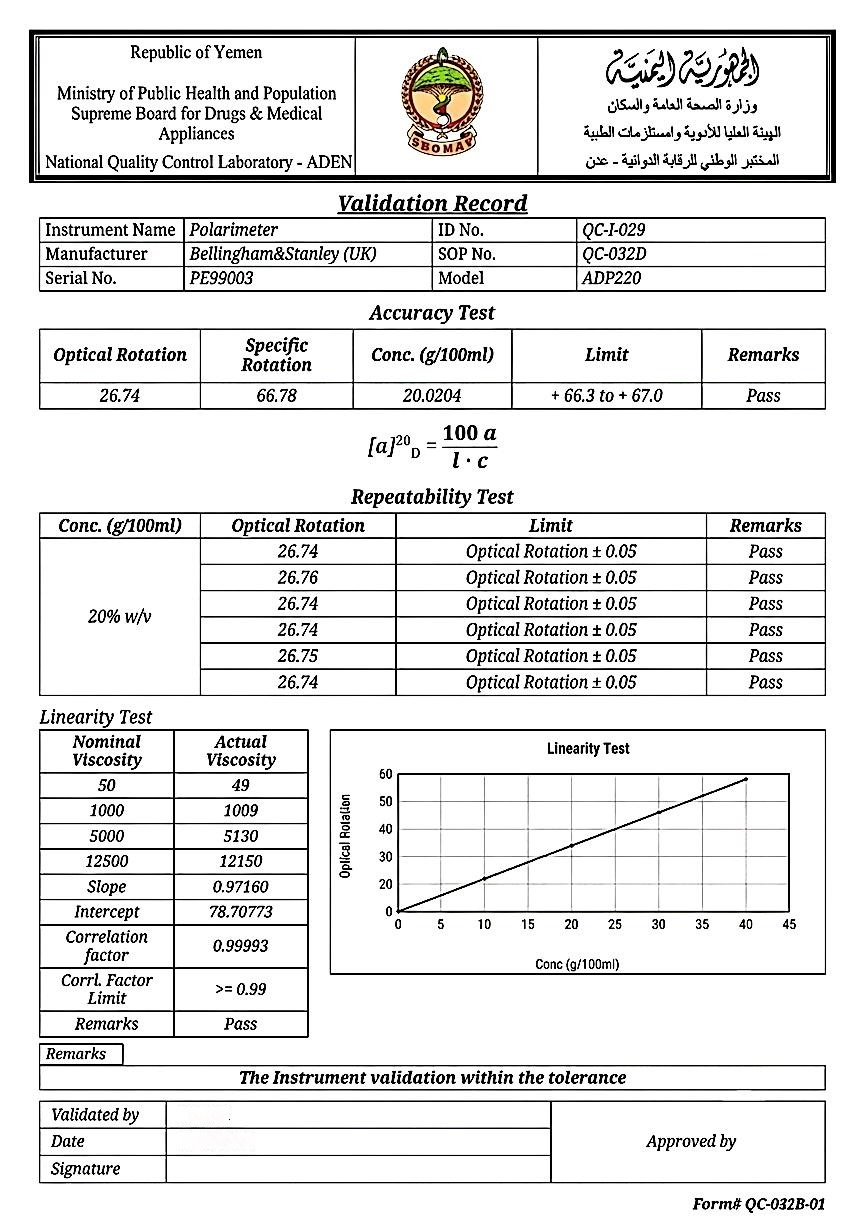 Republic of Yemen
Ministry of Public Health and Population
Supreme Board for Drugs & Medical
Appliances
National Quality Control Laboratory - ADEN
SBOMA
الجمهورية اليمنية
وزارة الصحة العامة والسكان
الهيئة العليا للأدوية والمستلزمات الطبية
المختبر الوطني للرقابة الدوائية - عدن
Validation Record
Instrument Name Polarimeter ID No. QC-I-029
Manufacturer Bellingham&Stanley (UK) SOP No. QC-032D
Serial No. PE99003 Model ADP220
Accuracy Test
Optical Rotation Specific Rotation Conc. (g/100ml) Limit Remarks
26.74 66.78 20.0204 + 66.3 to + 67.0 Pass
[a]²⁰D = 100 a / l · c
Repeatability Test
Conc. (g/100ml) Optical Rotation Limit Remarks
20% w/v
26.74 Optical Rotation ± 0.05 Pass
26.76 Optical Rotation ± 0.05 Pass
26.74 Optical Rotation ± 0.05 Pass
26.74 Optical Rotation ± 0.05 Pass
26.75 Optical Rotation ± 0.05 Pass
26.74 Optical Rotation ± 0.05 Pass
Linearity Test
Nominal Viscosity Actual Viscosity
50 49
1000 1009
5000 5130
12500 12150
Slope 0.97160
Intercept 78.70773
Correlation factor 0.99993
Corrl. Factor Limit >= 0.99
Remarks Pass
Linearity Test
Optical Rotation
60
50
40
30
20
0
0 5 10 15 20 25 30 35 40 45
Conc (g/100ml)
Remarks
The Instrument validation within the tolerance
Validated by
Date
Signature
Approved by
Form# QC-032B-01